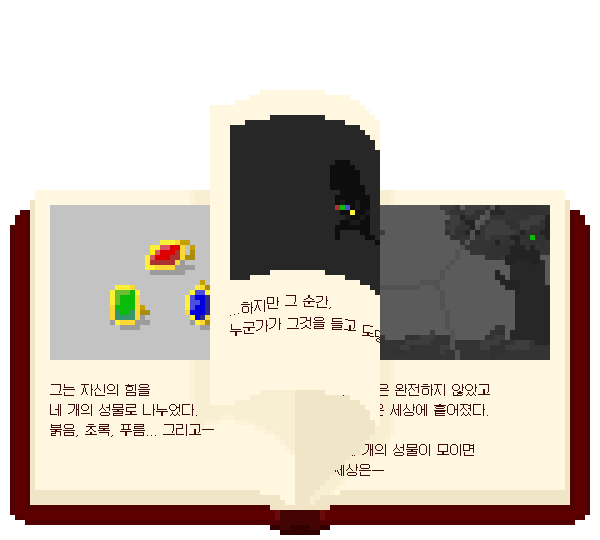 그는 자신의 힘을
네 개의 성물로 나누었다.
붉음, 초록, 푸름... 그리고—
...하지만 그 순간,
누군가가 그것을 들고
은 완전하지 않았고
세상에 흩어졌다.
개의 성물이 모이면
세상은—